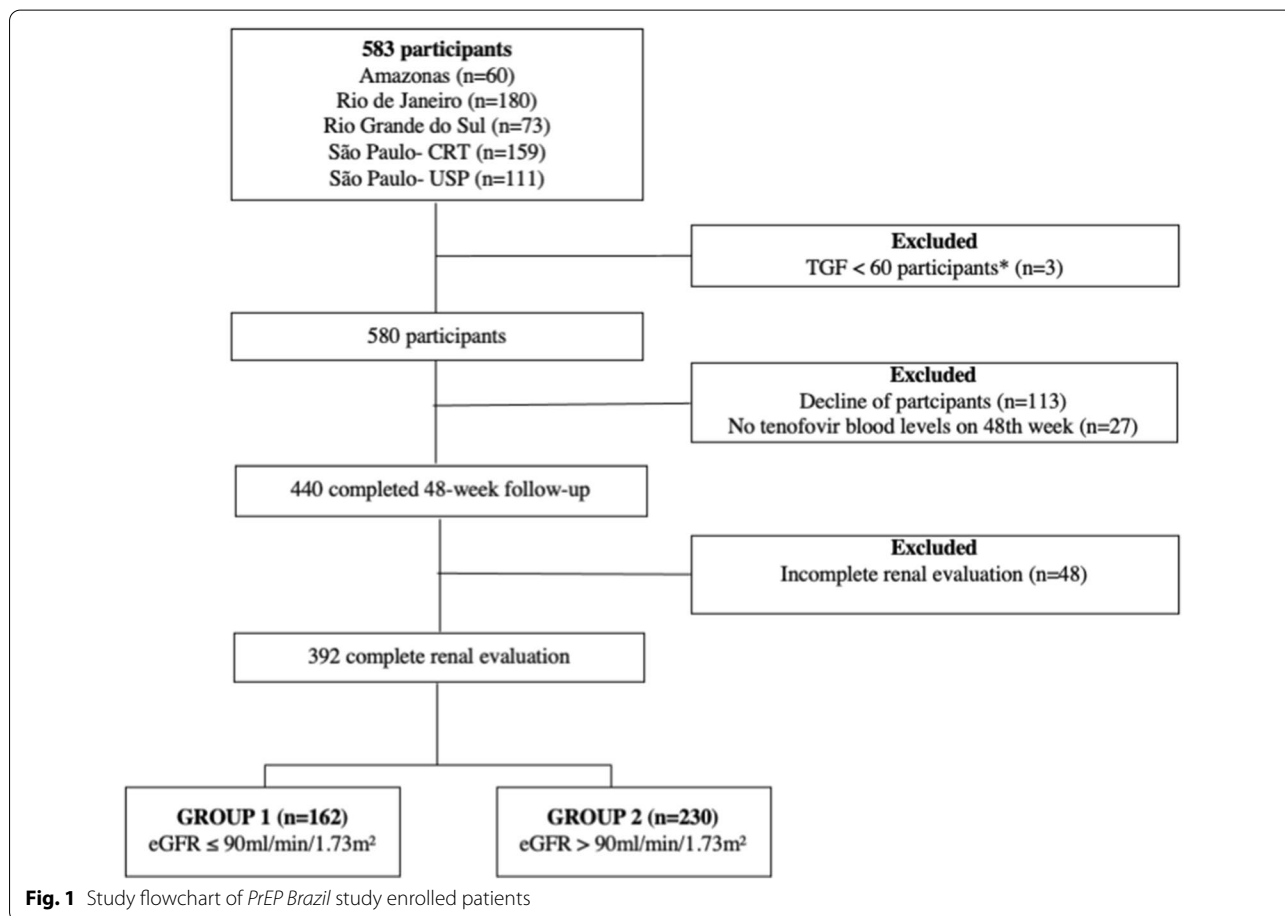 583 participants
Amazonas (n=60)
Rio de Janeiro (n=180)
Rio Grande do Sul (n=73)
São Paulo- CRT (n=159)
São Paulo- USP (n=111)
Excluded
TGF < 60 participants* (n=3)
580 participants
Excluded
Decline of partcipants (n=113)
No tenofovir blood levels on 48th week (n=27)
440 completed 48-week follow-up
Excluded
Incomplete renal evaluation (n=48)
392 complete renal evaluation
GROUP 1 (n=162)
eGFR ≤ 90ml/min/1.73m²
GROUP 2 (n=230)
eGFR > 90ml/min/1.73m²
Fig. 1 Study flowchart of PrEP Brazil study enrolled patients